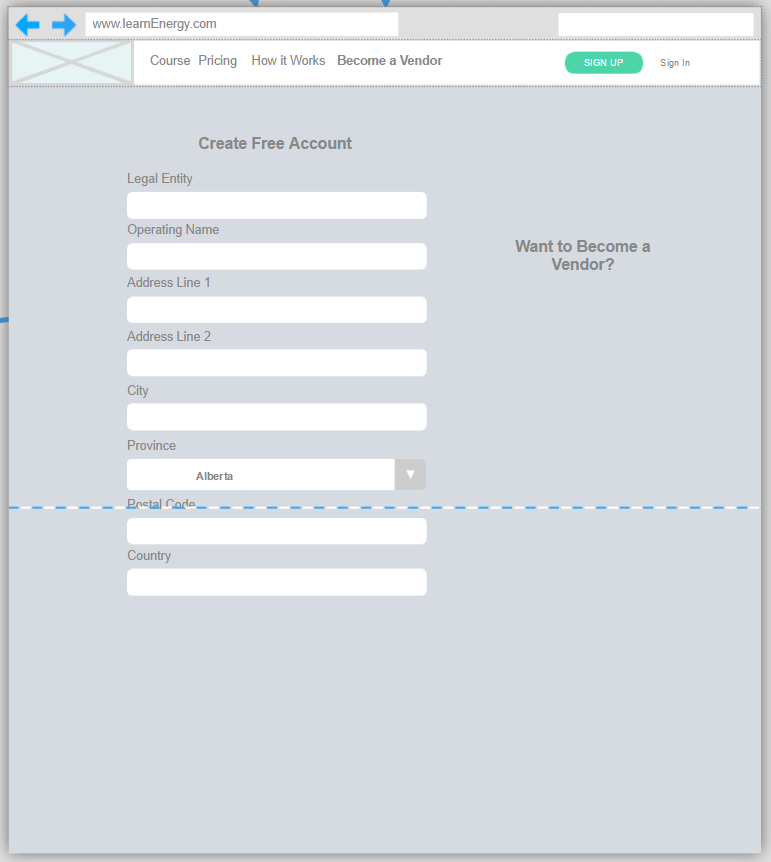 www.learnEnergy.com
Course Pricing How it Works Become a Vendor SIGN UP Sign In
Create Free Account
Legal Entity
Operating Name
Want to Become a
Vendor?
Address Line 1
Address Line 2
City
Province
Alberta
Postal Code
Country